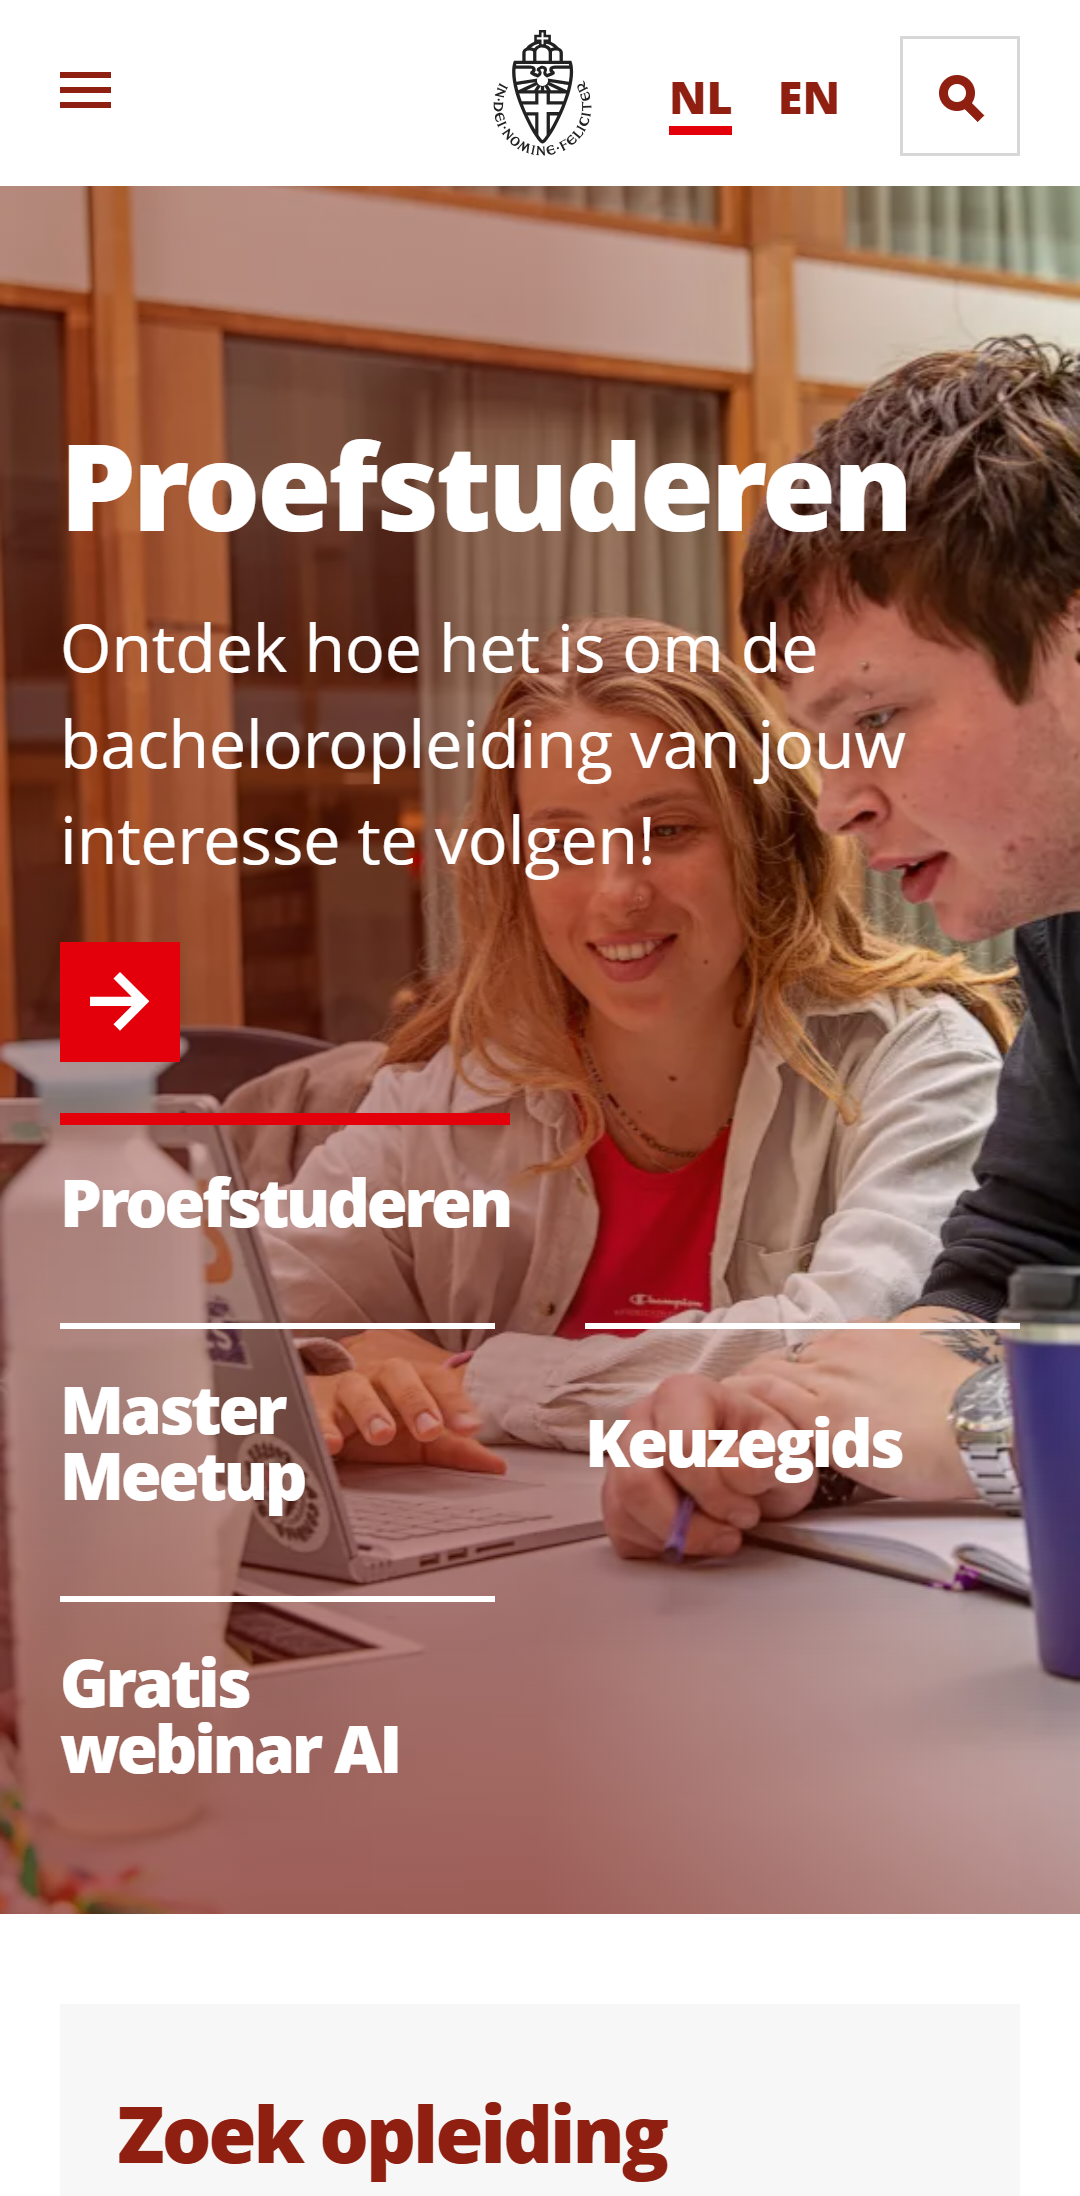 IN·DEI·NOMINE·FELICITER
NL EN
Proefstuderen
Ontdek hoe het is om de
bacheloropleiding van jouw
interesse te volgen!
Proefstuderen
Champion
Master
Meetup
Keuzegids
Gratis
webinar AI
Zoek opleiding